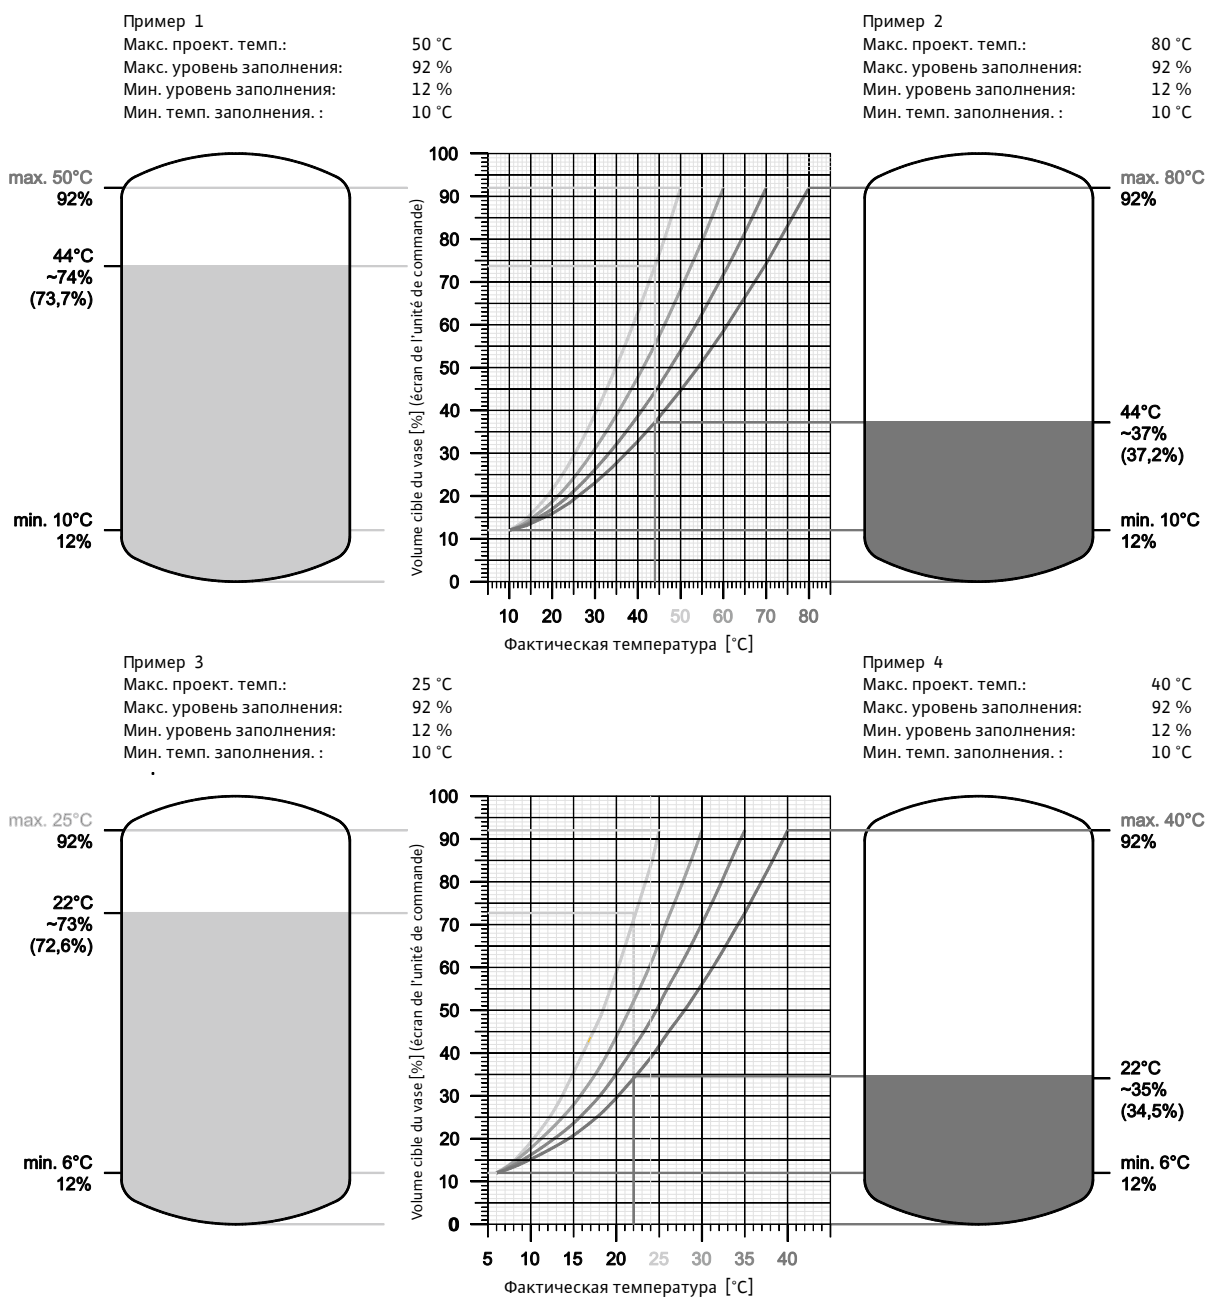 Пример 1
Макс. проект. темп.: 50 °C
Макс. уровень заполнения: 92 %
Мин. уровень заполнения: 12 %
Мин. темп. заполнения. : 10 °C
Пример 2
Макс. проект. темп.: 80 °C
Макс. уровень заполнения: 92 %
Мин. уровень заполнения: 12 %
Мин. темп. заполнения. : 10 °C
max. 50°C
92%
44°C
~74%
(73,7%)
min. 10°C
12%
Volume cible du vase [%] (écran de l'unité de commande)
100
90
80
70
60
50
40
30
20
10
0
10 20 30 40 50 60 70 80
Фактическая температура [°C]
max. 80°C
92%
44°C
~37%
(37,2%)
min. 10°C
12%
Пример 3
Макс. проект. темп.: 25 °C
Макс. уровень заполнения: 92 %
Мин. уровень заполнения: 12 %
Мин. темп. заполнения. : 10 °C
Пример 4
Макс. проект. темп.: 40 °C
Макс. уровень заполнения: 92 %
Мин. уровень заполнения: 12 %
Мин. темп. заполнения. : 10 °C
max. 25°C
92%
22°C
~73%
(72,6%)
min. 6°C
12%
Volume cible du vase [%] (écran de l'unité de commande)
100
90
80
70
60
50
40
30
20
10
0
5 10 15 20 25 30 35 40
Фактическая температура [°C]
max. 40°C
92%
22°C
~35%
(34,5%)
min. 6°C
12%